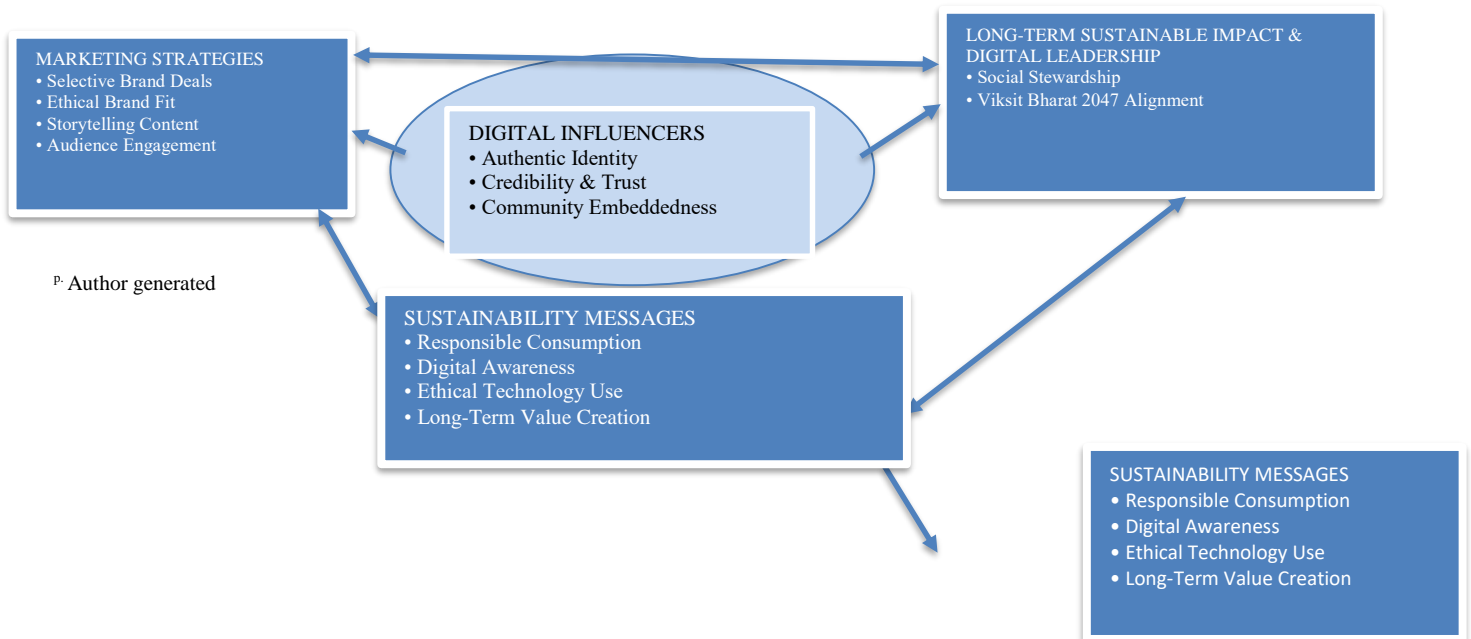 MARKETING STRATEGIES
• Selective Brand Deals
• Ethical Brand Fit
• Storytelling Content
• Audience Engagement
LONG-TERM SUSTAINABLE IMPACT &
DIGITAL LEADERSHIP
• Social Stewardship
• Viksit Bharat 2047 Alignment
DIGITAL INFLUENCERS
• Authentic Identity
• Credibility & Trust
• Community Embeddedness
p. Author generated
SUSTAINABILITY MESSAGES
• Responsible Consumption
• Digital Awareness
• Ethical Technology Use
• Long-Term Value Creation
SUSTAINABILITY MESSAGES
• Responsible Consumption
• Digital Awareness
• Ethical Technology Use
• Long-Term Value Creation